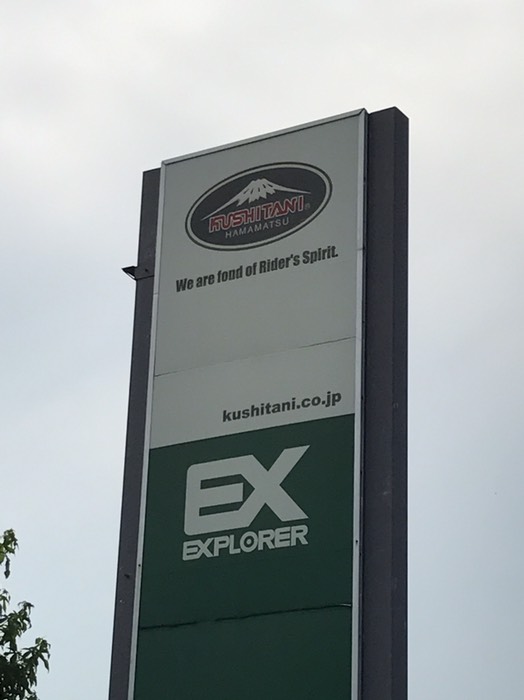 KUSHITANI®
HAMAMATSU
We are fond of Rider's Spirit.
kushitani.co.jp
EX
EXPLORER